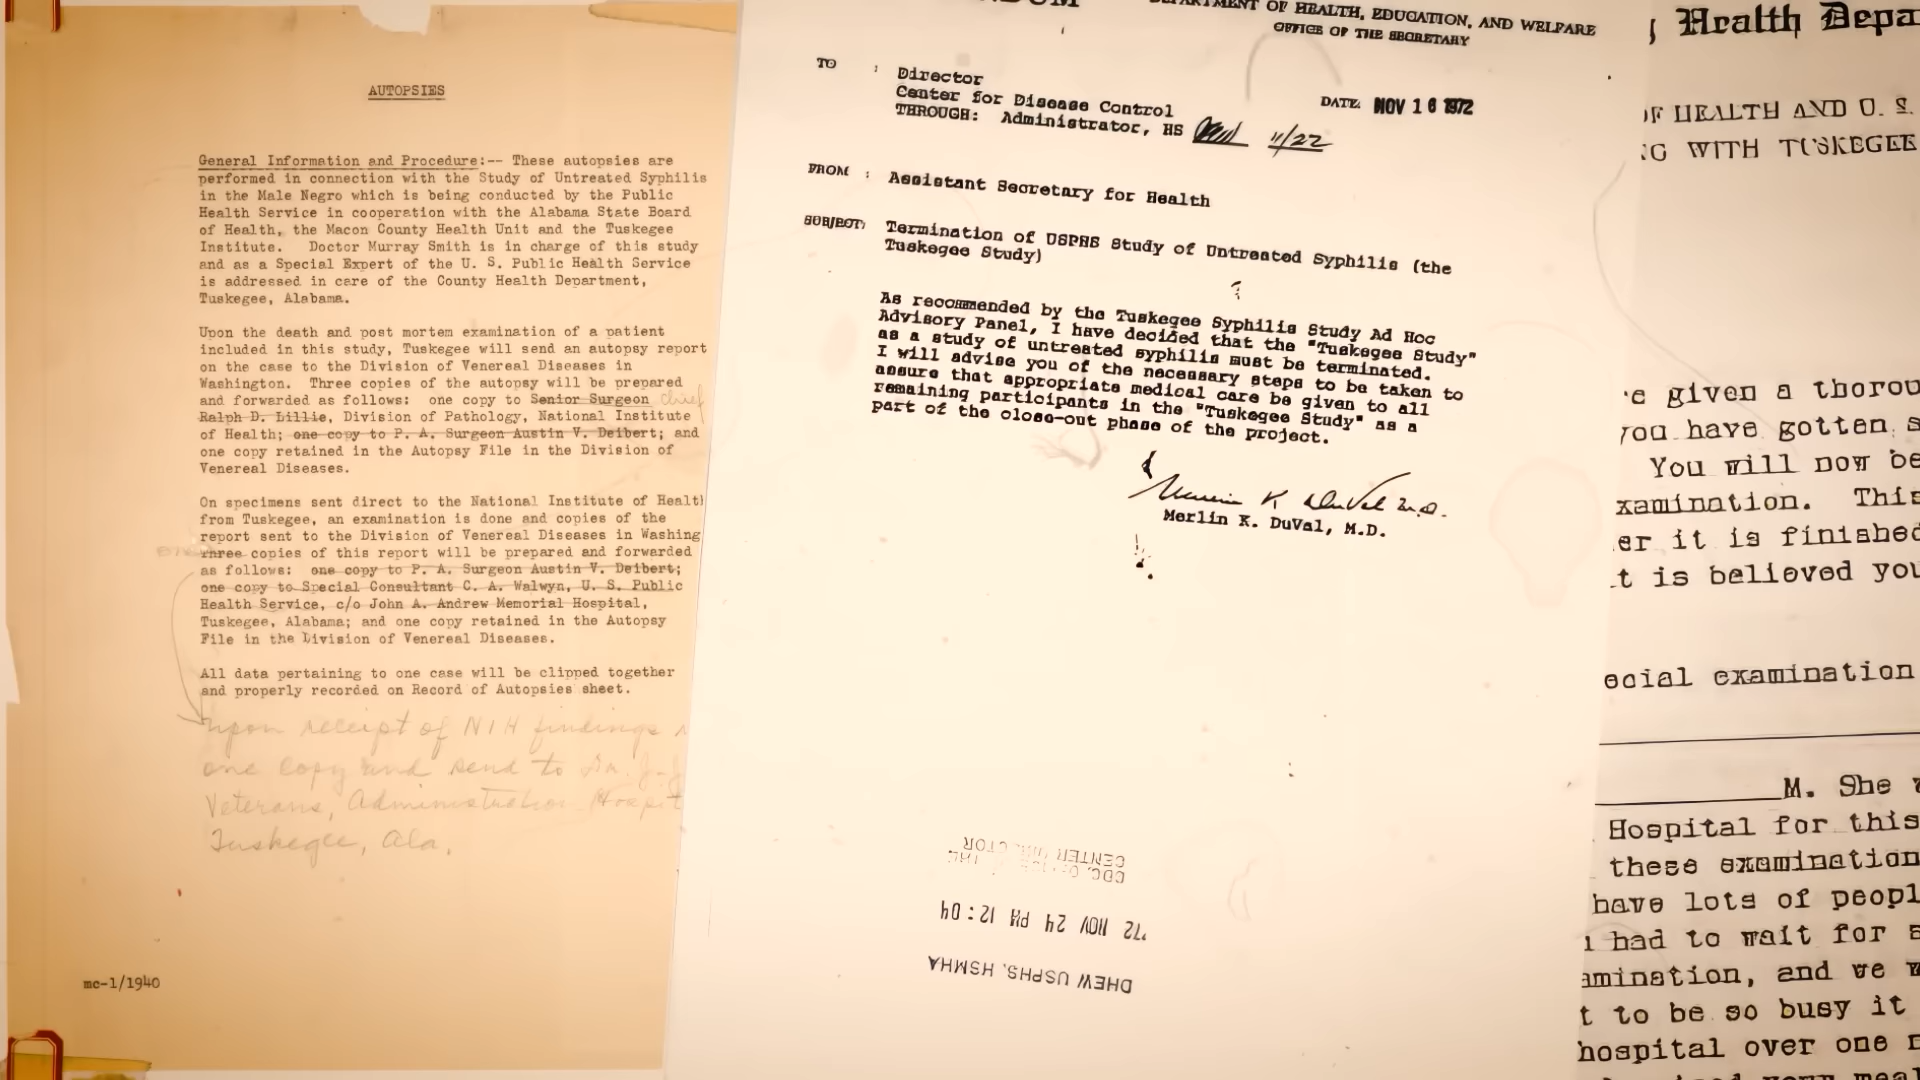 AUTOPSIES
General Information and Procedure:-- These autopsies are
performed in connection with the Study of Untreated Syphilis
in the Male Negro which is being conducted by the Public
Health Service in cooperation with the Alabama State Board
of Health, the Macon County Health Unit and the Tuskegee
Institute. Doctor Murray Smith is in charge of this study
and as a Special Expert of the U. S. Public Health Service
is addressed in care of the County Health Department,
Tuskegee, Alabama.
Upon the death and post mortem examination of a patient
included in this study, Tuskegee will send an autopsy report
on the case to the Division of Venereal Diseases in
Washington. Three copies of the autopsy will be prepared
and forwarded as follows: one copy to Senior Surgeon chief
Ralph D. Lillie, Division of Pathology, National Institute
of Health; one copy to P. A. Surgeon Austin V. Deibert; and
one copy retained in the Autopsy File in the Division of
Venereal Diseases.
On specimens sent direct to the National Institute of Healt
from Tuskegee, an examination is done and copies of the
report sent to the Division of Venereal Diseases in Washing
Three copies of this report will be prepared and forwarded
as follows: one copy to P. A. Surgeon Austin V. Deibert;
one copy to Special Consultant C. A. Walwyn, U. S. Public
Health Service, c/o John A. Andrew Memorial Hospital,
Tuskegee, Alabama; and one copy retained in the Autopsy
File in the Division of Venereal Diseases.
All data pertaining to one case will be clipped together
and properly recorded on Record of Autopsies sheet.
upon receipt of NIH findings
one copy and send to Dr. J.
Veterans, Administration Hospit
Tuskegee, Ala.
mc-1/1940
DEPARTMENT OF HEALTH, EDUCATION, AND WELFARE
OFFICE OF THE SECRETARY
TO : Director
Center for Disease Control
THROUGH: Administrator, HS 11/22
DATE: NOV 16 1972
FROM : Assistant Secretary for Health
SUBJECT: Termination of USPHS Study of Untreated Syphilis (the
Tuskegee Study)
As recommended by the Tuskegee Syphilis Study Ad Hoc
Advisory Panel, I have decided that the "Tuskegee Study"
as a study of untreated syphilis must be terminated.
I will advise you of the necessary steps to be taken to
assure that appropriate medical care be given to all
remaining participants in the "Tuskegee Study" as a
part of the close-out phase of the project.
Merlin K. DuVal M.D.
Merlin K. DuVal, M.D.
DHEW USPHS, HSMHA
'72 NOV 24 PM 12:04
CENTER DIRECTOR
Health Depa
OF HEALTH AND U. S.
NG WITH TUSKEGEE
e given a thorou
you have gotten s
You will now be
xamination. This
er it is finished
t is believed you
ecial examination
M. She
Hospital for this
these examination
have lots of peopl
had to wait for
amination, and we w
t to be so busy it
hospital over one